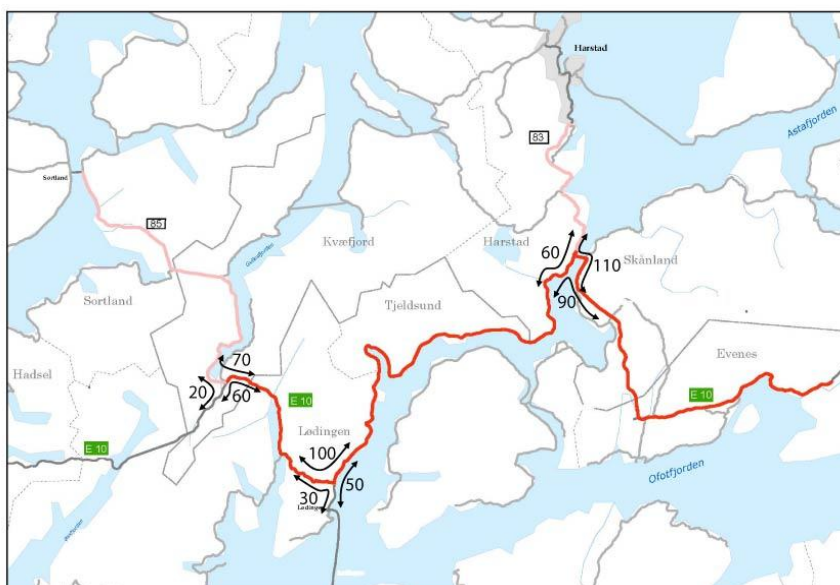 Harstad
83
Astafjorden
Sortland
85
Kvæfjord
Gullesfjorden
Harstad
60
Skånland
110
Sortland
Tjeldsund
90
Hadsel
70
20
60
E 10
Evenes
E 10
Lødingen
E 10
100
50
Ofotfjorden
30
Lødingen